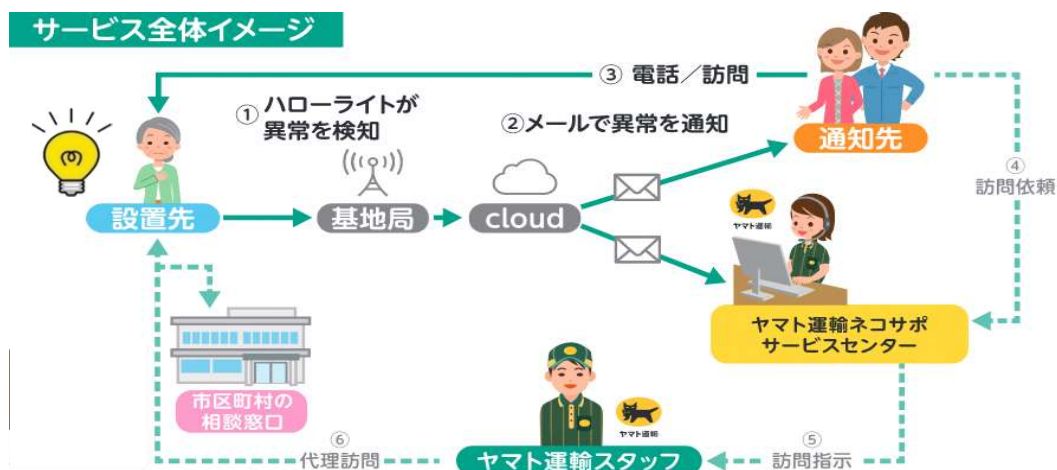 サービス全体イメージ
③ 電話／訪問
① ハローライトが
異常を検知
②メールで異常を通知
通知先
④
訪問依頼
設置先
基地局
cloud
ヤマト運輸
ヤマト運輸ネコサポ
サービスセンター
市区町村の
相談窓口
ヤマト運輸
⑥
代理訪問
ヤマト運輸スタッフ
⑤
訪問指示